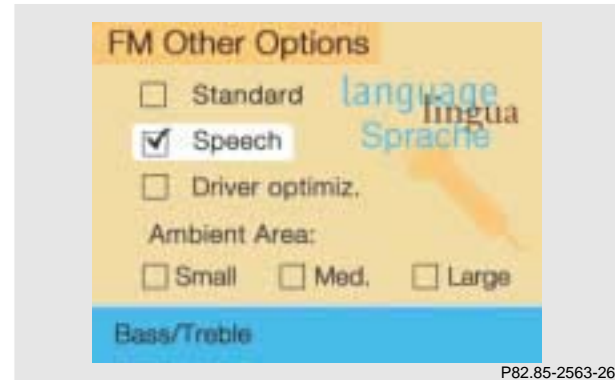 FM Other Options
Standard
language
lingua
Speech
Sprache
Driver optimiz.
Ambient Area:
Small Med. Large
Bass/Treble
P82.85-2563-26